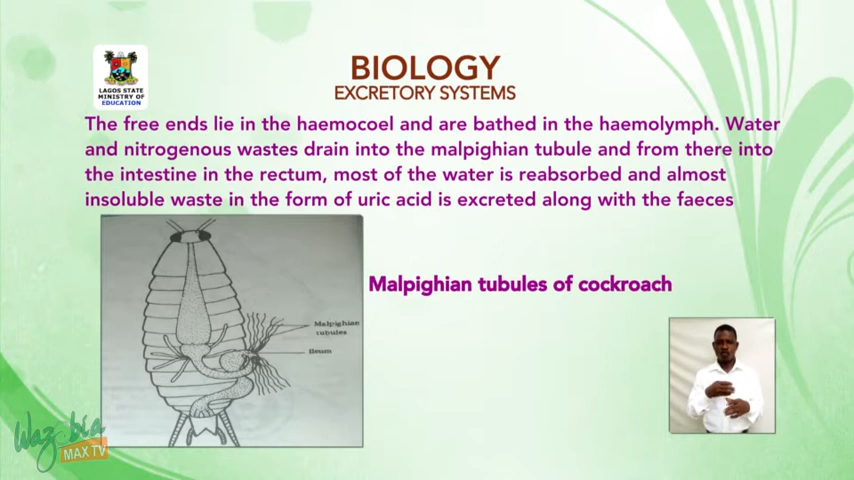 LAGOS STATE
MINISTRY OF
EDUCATION
BIOLOGY
EXCRETORY SYSTEMS
The free ends lie in the haemocoel and are bathed in the haemolymph. Water
and nitrogenous wastes drain into the malpighian tubule and from there into
the intestine in the rectum, most of the water is reabsorbed and almost
insoluble waste in the form of uric acid is excreted along with the faeces
Malpighian tubules of cockroach
Malpighian
tubules
Ileum
Wazobia
MAX TV